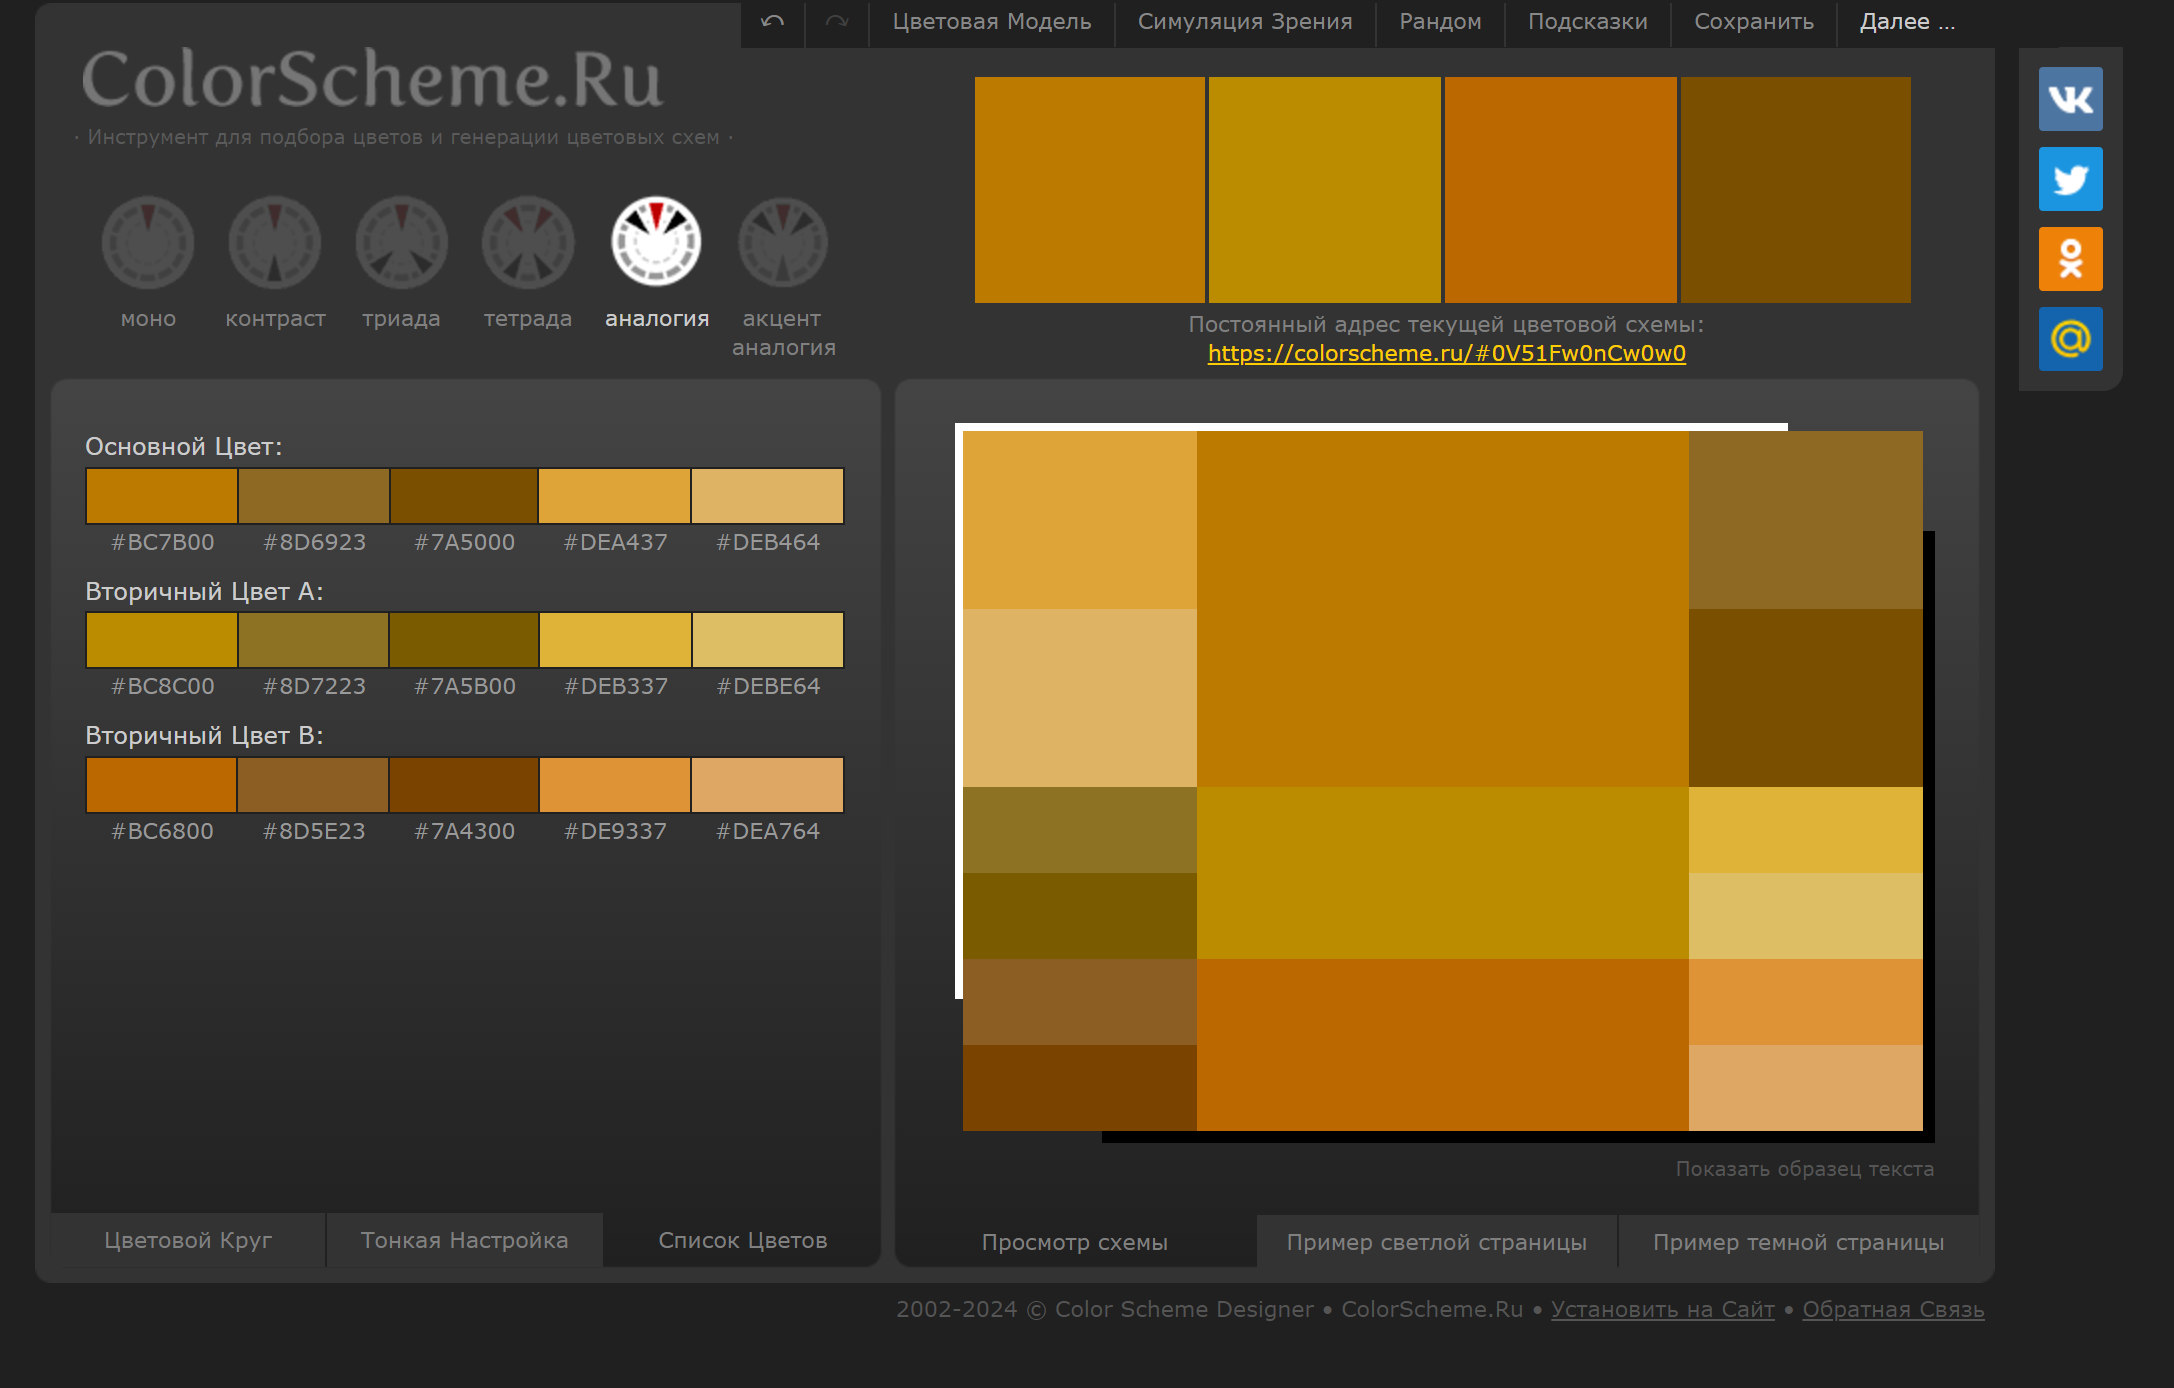 Цветовая Модель
Симуляция Зрения
Рандом
Подсказки
Сохранить
Далее ...
ColorScheme.Ru
· Инструмент для подбора цветов и генерации цветовых схем ·
моно
контраст
триада
тетрада
аналогия
акцент
аналогия
Постоянный адрес текущей цветовой схемы:
https://colorscheme.ru/#0V51Fw0nCw0w0
Основной Цвет:
#BC7B00 #8D6923 #7A5000 #DEA437 #DEB464
Вторичный Цвет A:
#BC8C00 #8D7223 #7A5B00 #DEB337 #DEBE64
Вторичный Цвет B:
#BC6800 #8D5E23 #7A4300 #DE9337 #DEA764
Показать образец текста
Цветовой Круг
Тонкая Настройка
Список Цветов
Просмотр схемы
Пример светлой страницы
Пример темной страницы
2002-2024 © Color Scheme Designer • ColorScheme.Ru • Установить на Сайт • Обратная Связь